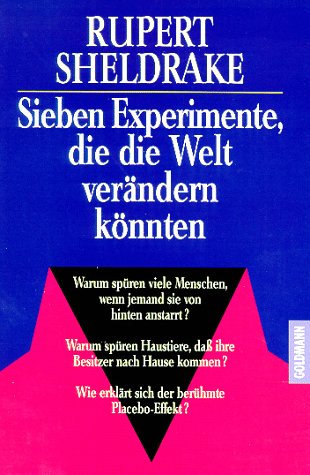 RUPERT
SHELDRAKE
Sieben Experimente,
die die Welt
verändern
könnten
Warum spüren viele Menschen,
wenn jemand sie von
hinten anstarrt?
Warum spüren Haustiere, daß ihre
Besitzer nach Hause kommen?
Wie erklärt sich der berühmte
Placebo-Effekt?
GOLDMANN